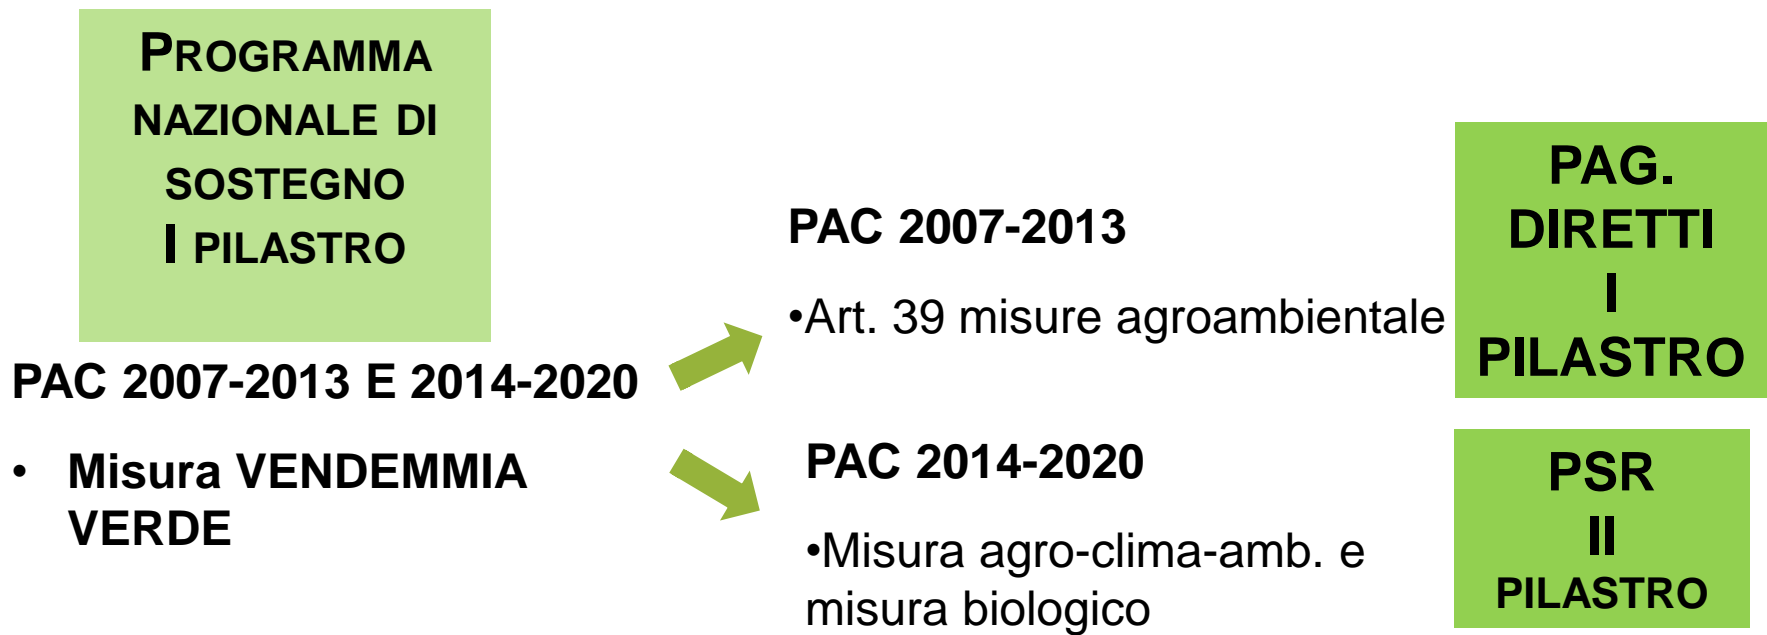 PROGRAMMA
NAZIONALE DI
SOSTEGNO
I PILASTRO
PAC 2007-2013 E 2014-2020
• Misura VENDEMMIA
VERDE
PAC 2007-2013
•Art. 39 misure agroambientale
PAC 2014-2020
•Misura agro-clima-amb. e
misura biologico
PAG.
DIRETTI
I
PILASTRO
PSR
II
PILASTRO